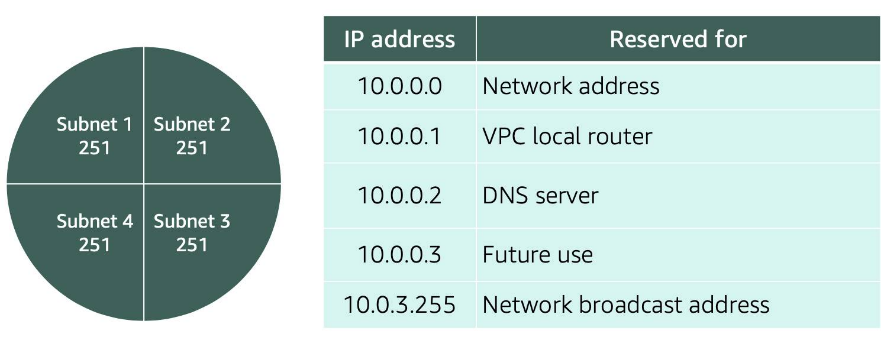 Subnet 1
251
Subnet 2
251
Subnet 4
251
Subnet 3
251
IP address Reserved for
10.0.0.0 Network address
10.0.0.1 VPC local router
10.0.0.2 DNS server
10.0.0.3 Future use
10.0.3.255 Network broadcast address